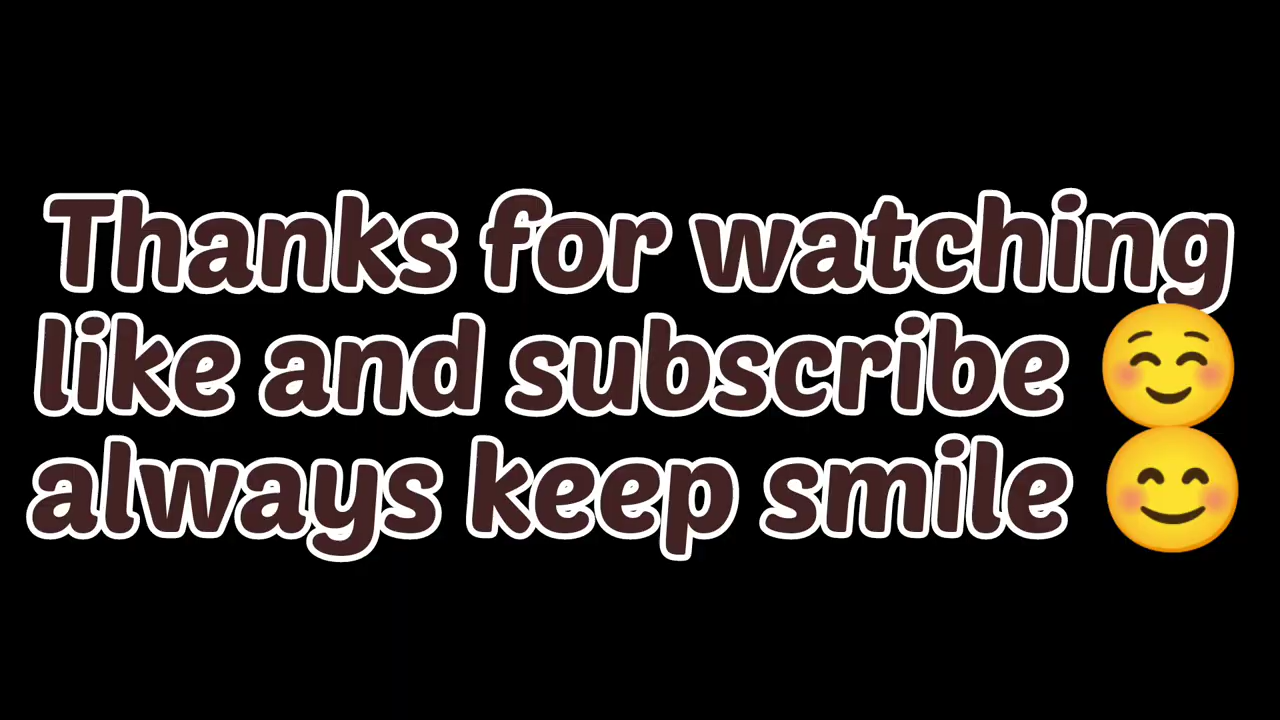 Thanks for watching
like and subscribe ☺️
always keep smile 😊